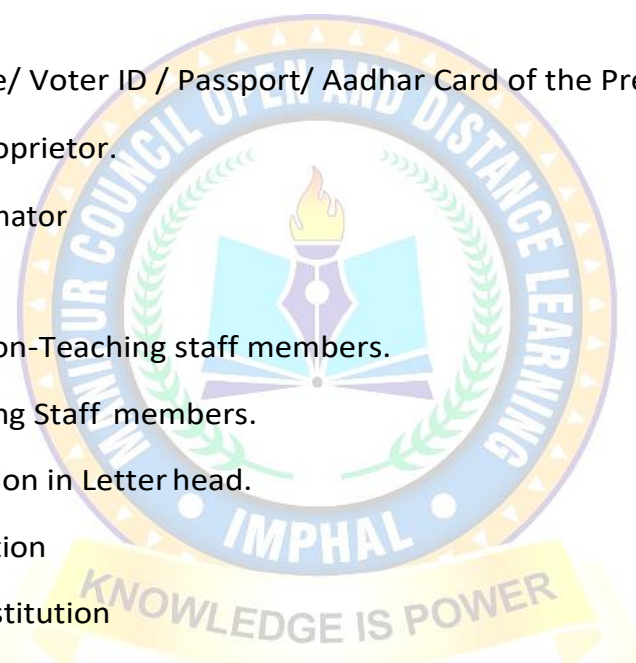 e/ Voter ID / Passport/ Aadhar Card of the Pre
oprietor.
nator
on-Teaching staff members.
ng Staff members.
on in Letter head.
tion
stitution
MANIPUR COUNCIL OPEN AND DISTANCE LEARNING
IMPHAL
KNOWLEDGE IS POWER